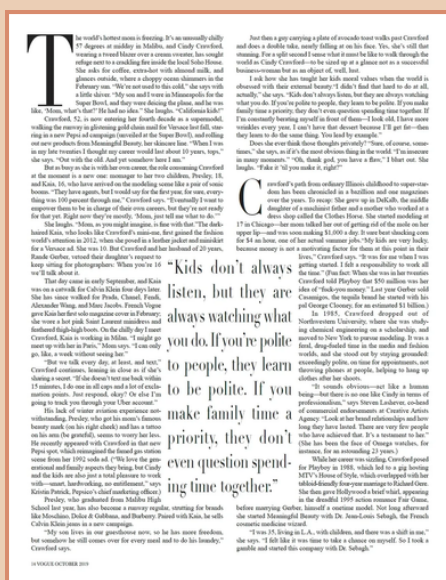 The world's hottest mom is freezing. It's an unusually chilly
57 degrees at midday in Malibu, and Cindy Crawford,
wearing a tweed blazer over a cream sweater, has sought
refuge next to a crackling fire inside the local Soho House.
She asks for coffee, extra-hot with almond milk, and
glances outside, where a choppy ocean shimmers in the
February sun. "We're not used to this cold," she says with
a little shiver. "My son and I were in Minneapolis for the
Super Bowl, and they were deicing the plane, and he was
like, 'Mom, what's that?' He had no idea." She laughs. "California kids!"
Crawford, 52, is now entering her fourth decade as a supermodel,
walking the runway in glistening gold chain mail for Versace last fall, star-
ring in a new Pepsi ad campaign (unveiled at the Super Bowl), and rolling
out new products from Meaningful Beauty, her skincare line. "When I was
in my late twenties I thought my career would last about 10 years, tops,"
she says. "Out with the old. And yet somehow here I am."
But as busy as she is with her own career, the role consuming Crawford
at the moment is a new one: manager to her two children, Presley, 18,
and Kaia, 16, who have arrived on the modeling scene like a pair of sonic
booms. "They have agents, but I would say for the first year, for sure, every-
thing was 100 percent through me," Crawford says. "Eventually I want to
empower them to be in charge of their own careers, but they're not ready
for that yet. Right now they're mostly, 'Mom, just tell me what to do.'"
She laughs. "Mom, as you might imagine, is fine with that." The dark-
haired Kaia, who looks like Crawford's mini-me, first gained the fashion
world's attention in 2012, when she posed in a leather jacket and miniskirt
for a Versace ad. She was 10. But Crawford and her husband of 20 years,
Rande Gerber, vetoed their daughter's request to
keep sitting for photographers: When you're 16
we'll talk about it.
That day came in early September, and Kaia
was on a catwalk for Calvin Klein four days later.
She has since walked for Prada, Chanel, Fendi,
Alexander Wang, and Marc Jacobs. French Vogue
gave Kaia her first solo magazine cover in February;
she wore a hot pink Saint Laurent minidress and
feathered thigh-high boots. On the chilly day I meet
Crawford, Kaia is working in Milan. "I might go
meet up with her in Paris," Mom says. "I can only
go, like, a week without seeing her."
"But we talk every day, at least, and text,"
Crawford continues, leaning in close as if she's
sharing a secret. "If she doesn't text me back within
15 minutes, I do one in all caps and a lot of excla-
mation points. Just respond, okay? Or else I'm
going to track you through your Uber account."
His lack of winter aviation experience not-
withstanding, Presley, who got his mom's famous
beauty mark (on his right cheek) and has a tattoo
on his arm (be grateful), seems to worry her less.
He recently appeared with Crawford in that new
Pepsi spot, which reimagined the famed gas station
scene from her 1992 soda ad. ("We love the gen-
erational and family aspects they bring, but Cindy
and the kids are also just a total pleasure to work
with—smart, hardworking, no entitlement," says
Kristin Patrick, Pepsico's chief marketing officer.)
Presley, who graduated from Malibu High
School last year, has also become a runway regular, strutting for brands
like Moschino, Dolce & Gabbana, and Burberry. Paired with Kaia, he sells
Calvin Klein jeans in a new campaign.
"My son lives in our guesthouse now, so he has more freedom,
but somehow he still comes over for every meal and to do his laundry,"
Crawford says.
"Kids don't always
listen, but they are
always watching what
you do. If you're polite
to people, they learn
to be polite. If you
make family time a
priority, they don't
even question spend-
ing time together."
Just then a guy carrying a plate of avocado toast walks past Crawford
and does a double take, nearly falling at on his face. Yes, she's still that
stunning. For a split second I sense what it must be like to walk through the
world as Cindy Crawford—to be sized up at a glance not as a successful
business-woman but as an object of, well, lust.
I ask how she has taught her kids moral values when the world is
obsessed with their external beauty."I didn't find that hard to do at all,
actually," she says. "Kids don't always listen, but they are always watching
what you do. If you're polite to people, they learn to be polite. If you make
family time a priority, they don't even question spending time together. If
I'm constantly berating myself in front of them—I look old, I have more
wrinkles every year, I can't have that dessert because I'll get fat—then
they learn to do the same thing. You lead by example."
Does she ever think those thoughts privately? "Sure, of course, some-
times," she says, as if it's the most obvious thing in the world. "I'm insecure
in many moments." "Oh, thank god, you have a flaw," I blurt out. She
laughs. "Fake it 'til you make it, right?"
Crawford's path from ordinary Illinois childhood to super-star-
dom has been chronicled in a bazillion and one magazines
over the years. To recap: She grew up in DeKalb, the middle
daughter of a machinist father and a mother who worked at a
dress shop called the Clothes Horse. She started modeling at
17 in Chicago—her mom talked her out of getting rid of the mole on her
upper lip—and was soon making $1,000 a day. It sure beat shucking corn
for $4 an hour, one of her actual summer jobs. "My kids are very lucky,
because money is not a motivating factor for them at this point in their
lives," Crawford says. "It was for me when I was
getting started. I felt a responsibility to work all
the time." (Fun fact: When she was in her twenties
Crawford told Playboy that $50 million was her
idea of "fuck-you money." Last year Gerber sold
Casamigos, the tequila brand he started with his
pal George Clooney, for an estimated $1 billion.)
In 1985, Crawford dropped out of
Northwestern University, where she was study-
ing chemical engineering on a scholarship, and
moved to New York to pursue modeling. It was a
feral, drug-fueled time in the media and fashion
worlds, and she stood out by staying grounded:
exceedingly polite, on time for appointments, not
throwing phones at people, helping to hang up
clothes after her shoots.
"It sounds obvious—act like a human
being—but there is no one like Cindy in terms of
professionalism," says Steven Lashever, co-head
of commercial endorsements at Creative Artists
Agency. "Look at her brand relationships and how
long they have lasted. There are very few people
who have achieved that. It's a testament to her."
(She has been the face of Omega watches, for
instance, for an astounding 23 years.)
While her career was sizzling, Crawford posed
for Playboy in 1988, which led to a gig hosting
MTV's House of Style, which overlapped with her
tabloid-friendly four-year marriage to Richard Gere.
She then gave Hollywood a brief whirl, appearing
in the dreadful 1995 action romance Fair Game,
before marrying Gerber, himself a onetime model. Not long afterward
she started Meaningful Beauty with Dr. Jean-Louis Sebagh, the French
cosmetic medicine wizard.
"I was 35, living in L.A., with children, and there was a shift in me,"
she says. "I felt like it was time to take a chance on myself. So I took a
gamble and started this company with Dr. Sebagh."
14 VOGUE OCTOBER 2019